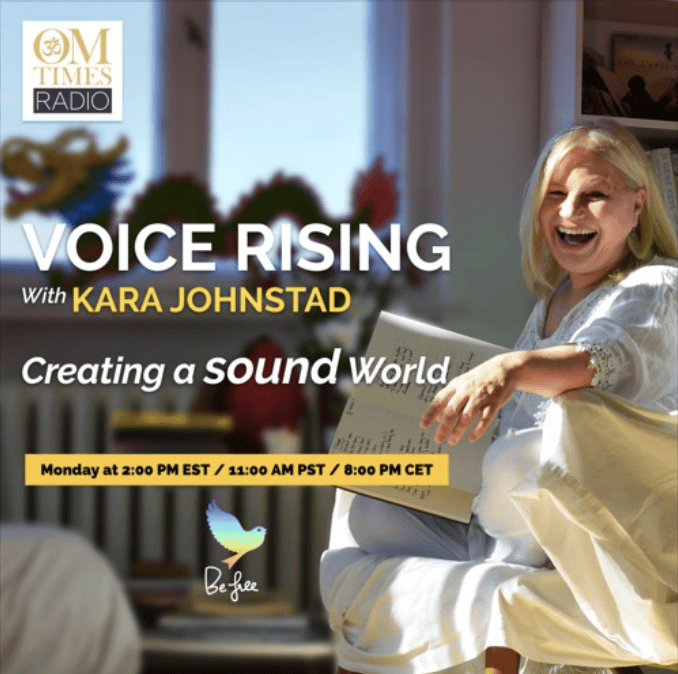 OM
TIMES
RADIO
VOICE RISING
With KARA JOHNSTAD
Creating a sound World
Monday at 2:00 PM EST / 11:00 AM PST / 8:00 PM CET
Be free